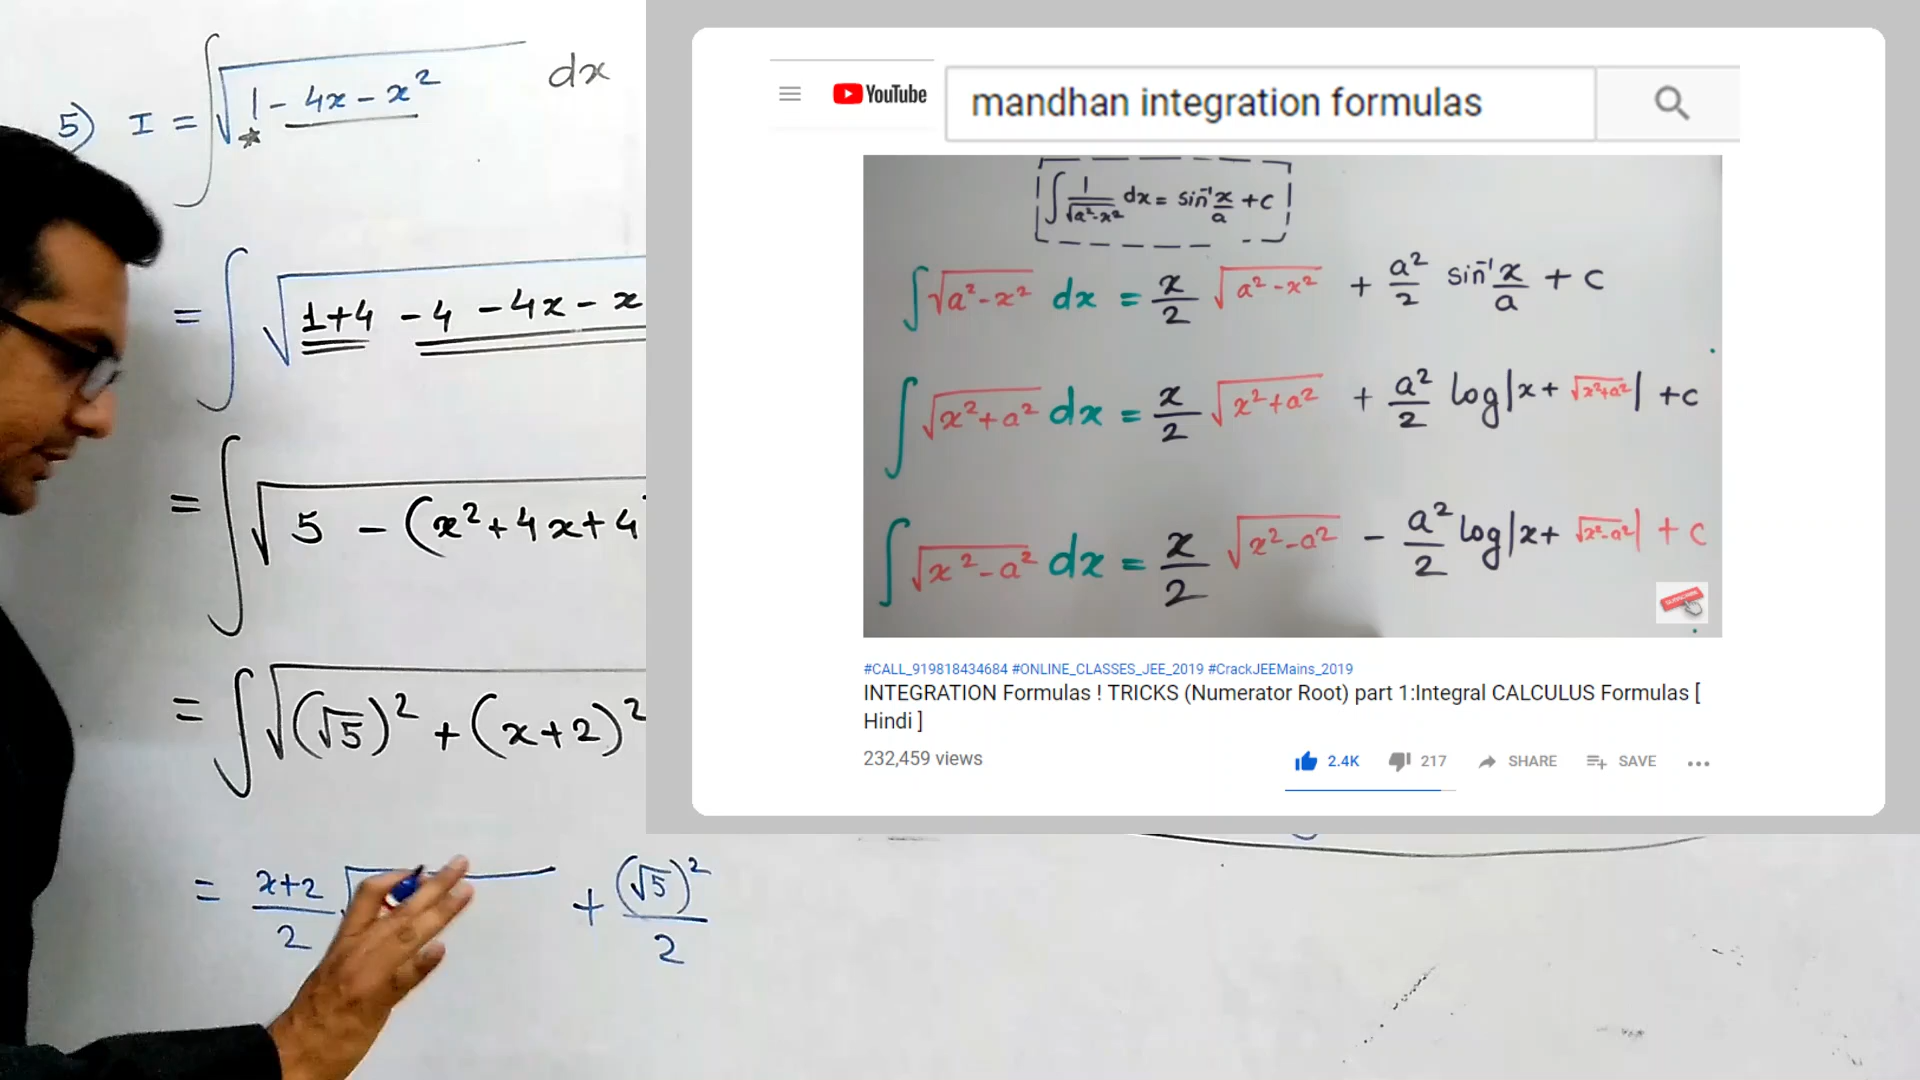 5) I = ∫√1 - 4x - x² dx
= ∫√1+4 - 4 - 4x - x
= ∫√5 - (x² + 4x + 4
= ∫√(√5)² + (x+2)²
= x+2/2 √ + (√5)²/2
YouTube
mandhan integration formulas
∫ 1/√a²-x² dx = sin⁻¹ x/a + c
∫√a²-x² dx = x/2 √a²-x² + a²/2 sin⁻¹ x/a + c
∫√x²+a² dx = x/2 √x²+a² + a²/2 log|x+ √x²+a²| + c
∫√x²-a² dx = x/2 √x²-a² - a²/2 log|x+ √x²-a²| + c
SUBSCRIBE
#CALL_919818434684 #ONLINE_CLASSES_JEE_2019 #CrackJEEMains_2019
INTEGRATION Formulas ! TRICKS (Numerator Root) part 1:Integral CALCULUS Formulas [
Hindi ]
232,459 views
2.4K 217 SHARE SAVE